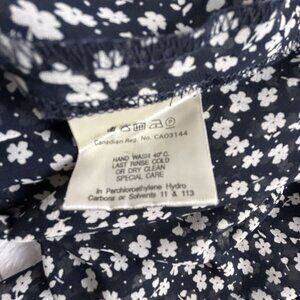 Canadian Reg. No. CA03144
HAND WASH 40°C.
LAST RINSE COLD
OR DRY CLEAN
SPECIAL CARE
In Perchloroethylene Hydro
Carbons or Solvents 11 & 113